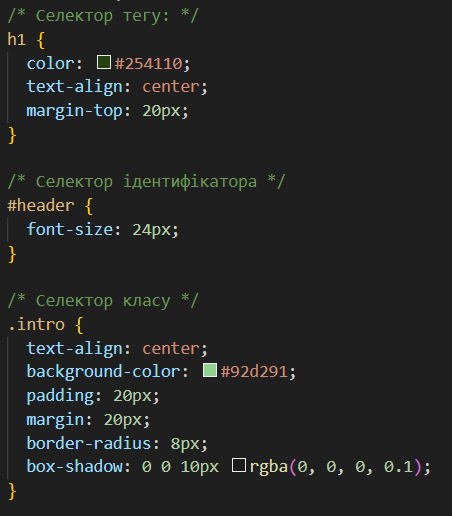 /* Селектор тегу: */
h1 {
  color: #254110;
  text-align: center;
  margin-top: 20px;
}

/* Селектор ідентифікатора */
#header {
  font-size: 24px;
}

/* Селектор класу */
.intro {
  text-align: center;
  background-color: #92d291;
  padding: 20px;
  margin: 20px;
  border-radius: 8px;
  box-shadow: 0 0 10px rgba(0, 0, 0, 0.1);
}